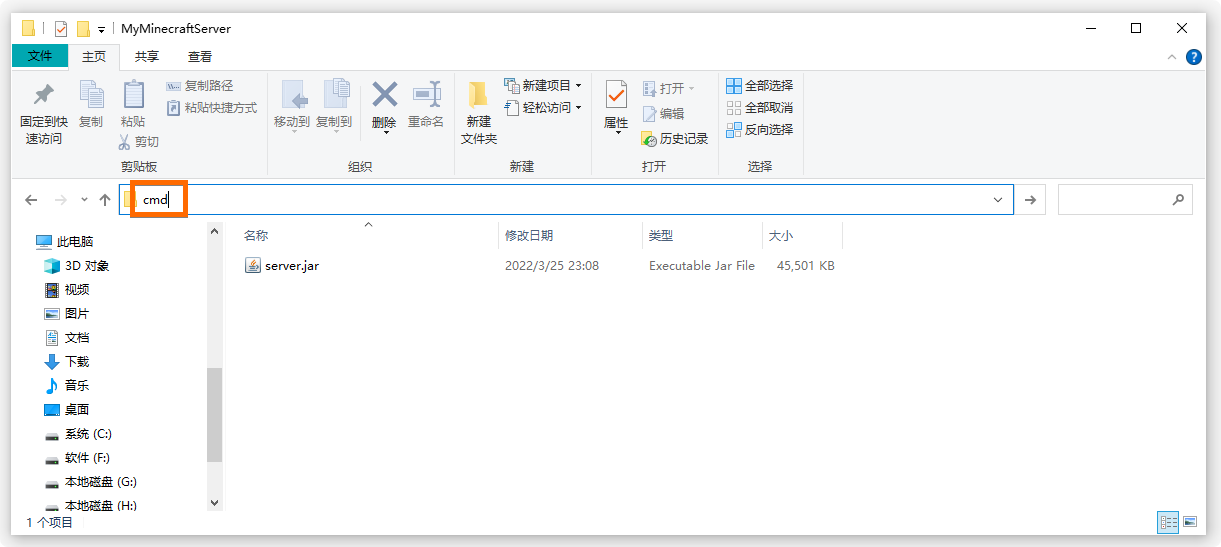 MyMinecraftServer
文件 主页 共享 查看
固定到快速访问
复制
粘贴
复制路径
粘贴快捷方式
剪切
剪贴板
移动到
复制到
删除
重命名
组织
新建文件夹
新建项目
轻松访问
新建
属性
打开
编辑
历史记录
打开
全部选择
全部取消
反向选择
选择
cmd
名称 修改日期 类型 大小
server.jar 2022/3/25 23:08 Executable Jar File 45,501 KB
此电脑
3D 对象
视频
图片
文档
下载
音乐
桌面
系统 (C:)
软件 (F:)
本地磁盘 (G:)
本地磁盘 (H:)
1 个项目